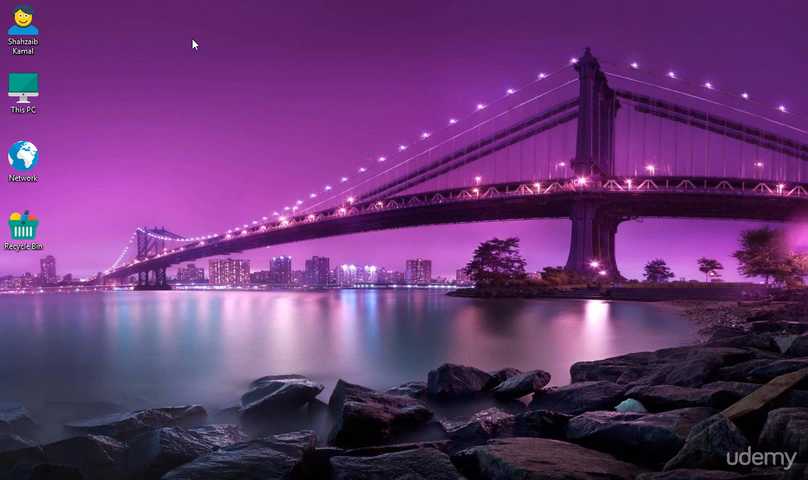 Shahzaib
Kamal
This PC
Network
Recycle Bin
udemy